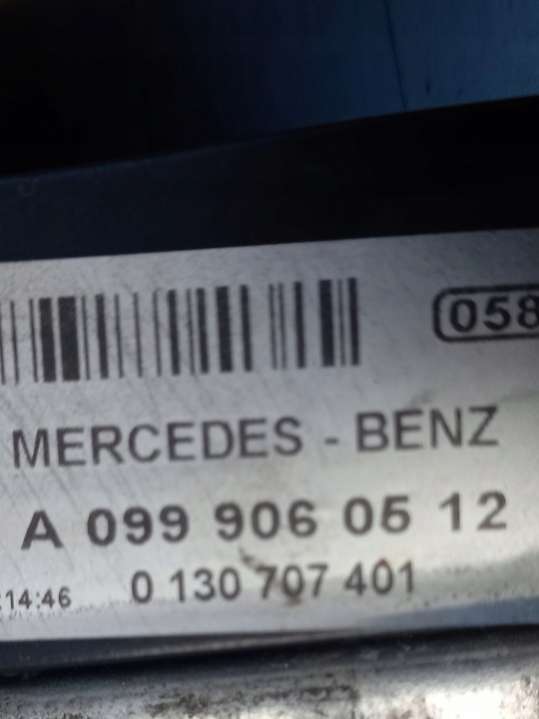 058
MERCEDES - BENZ
A 099 906 05 12
:14:46 0 130 707 401